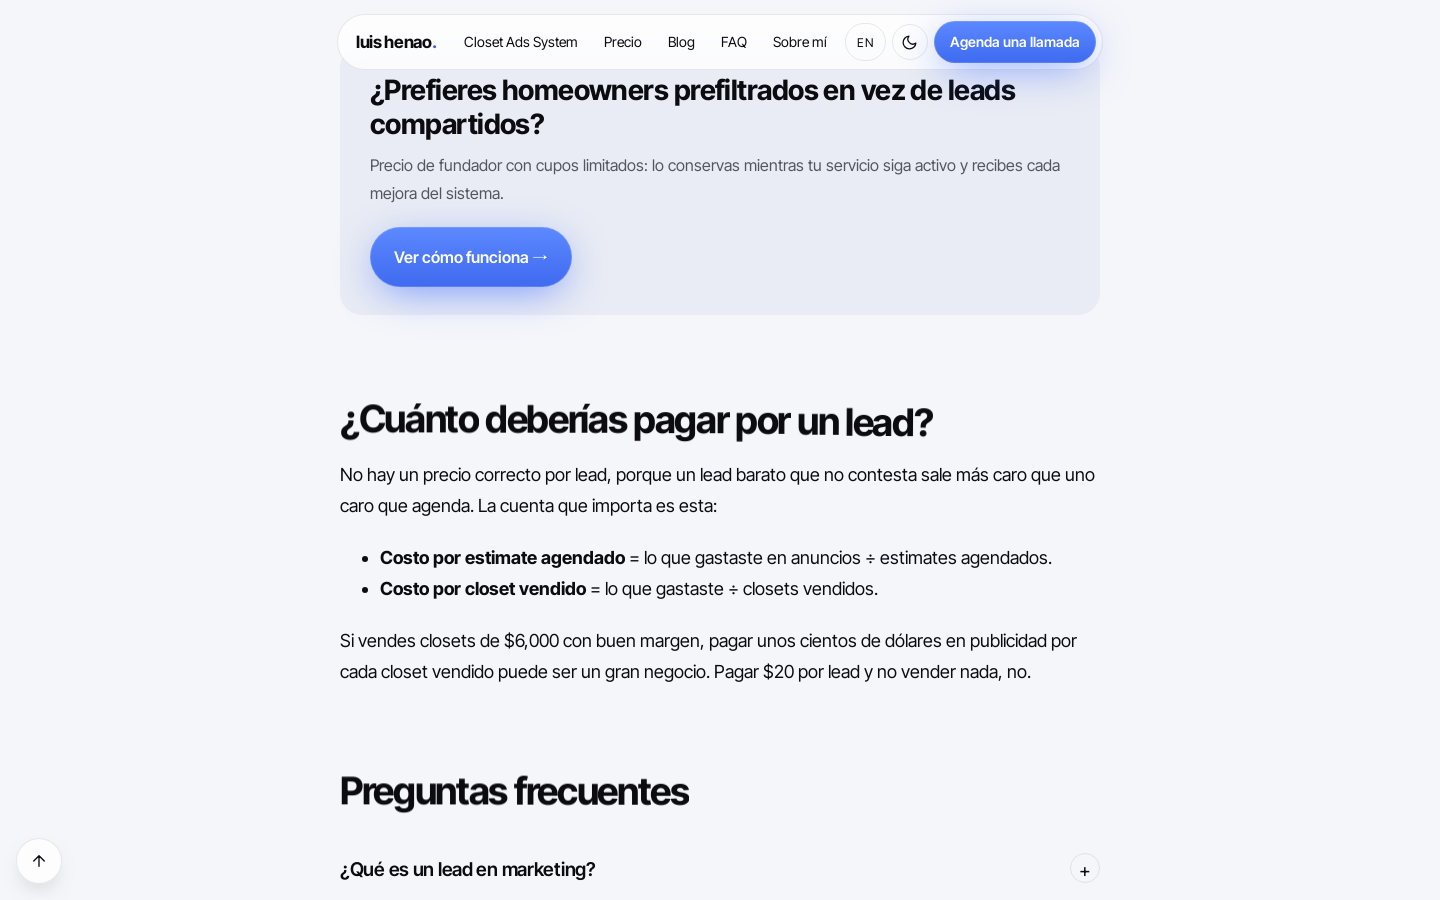 luis henao.
Closet Ads System
Precio
Blog
FAQ
Sobre mí
EN
Agenda una llamada
¿Prefieres homeowners prefiltrados en vez de leads
compartidos?
Precio de fundador con cupos limitados: lo conservas mientras tu servicio siga activo y recibes cada
mejora del sistema.
Ver cómo funciona →
¿Cuánto deberías pagar por un lead?
No hay un precio correcto por lead, porque un lead barato que no contesta sale más caro que uno
caro que agenda. La cuenta que importa es esta:
• Costo por estimate agendado = lo que gastaste en anuncios ÷ estimates agendados.
• Costo por closet vendido = lo que gastaste ÷ closets vendidos.
Si vendes closets de $6,000 con buen margen, pagar unos cientos de dólares en publicidad por
cada closet vendido puede ser un gran negocio. Pagar $20 por lead y no vender nada, no.
Preguntas frecuentes
¿Qué es un lead en marketing?
+